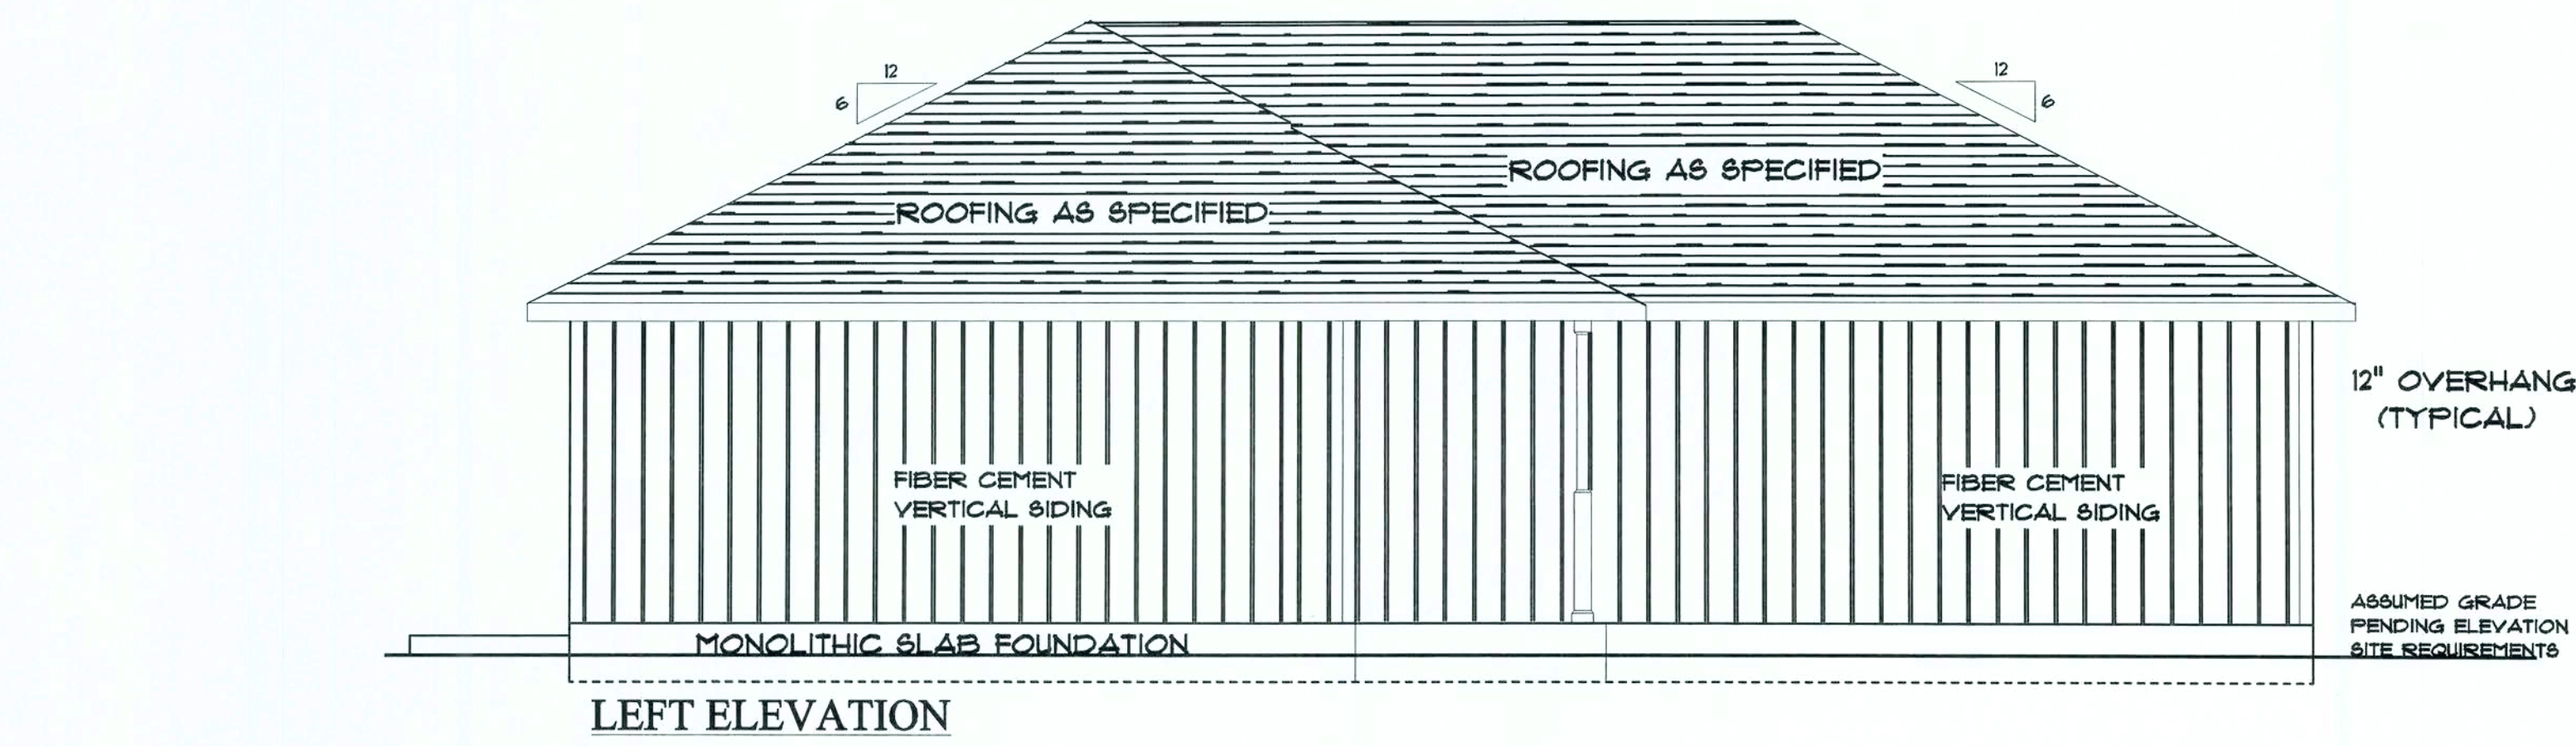 12
6
12
6
ROOFING AS SPECIFIED
ROOFING AS SPECIFIED
12" OVERHANG
(TYPICAL)
FIBER CEMENT
VERTICAL SIDING
FIBER CEMENT
VERTICAL SIDING
ASSUMED GRADE
PENDING ELEVATION
SITE REQUIREMENTS
MONOLITHIC SLAB FOUNDATION
LEFT ELEVATION